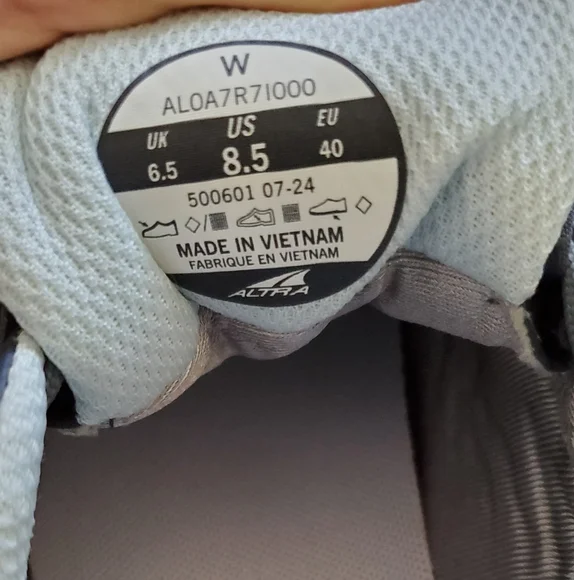 W
AL0A7R7I000
UK US EU
6.5 8.5 40
500601 07-24
MADE IN VIETNAM
FABRIQUE EN VIETNAM
ALTRA